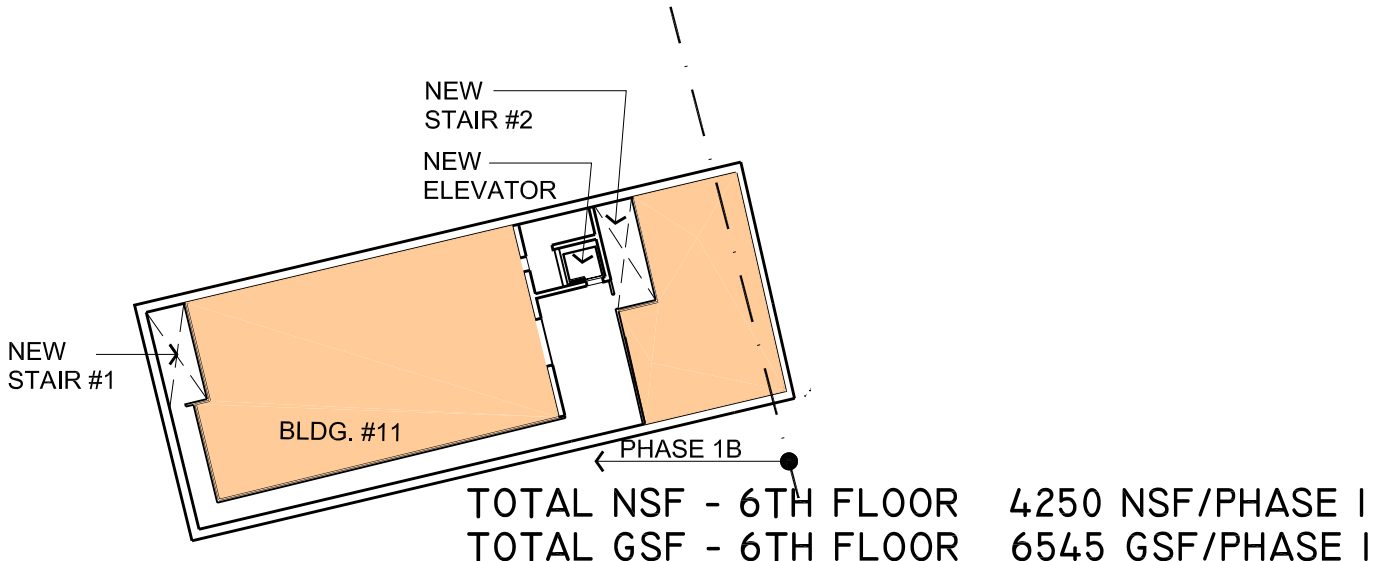 NEW
STAIR #2
NEW
ELEVATOR
NEW
STAIR #1
BLDG. #11
PHASE 1B
TOTAL NSF - 6TH FLOOR 4250 NSF/PHASE I
TOTAL GSF - 6TH FLOOR 6545 GSF/PHASE I